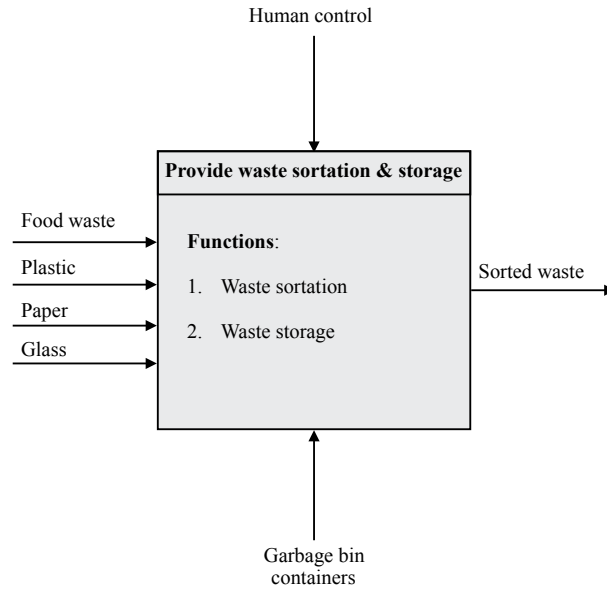 Human control
Provide waste sortation & storage
Food waste
Plastic
Paper
Glass
Functions:
1. Waste sortation
2. Waste storage
Sorted waste
Garbage bin
containers